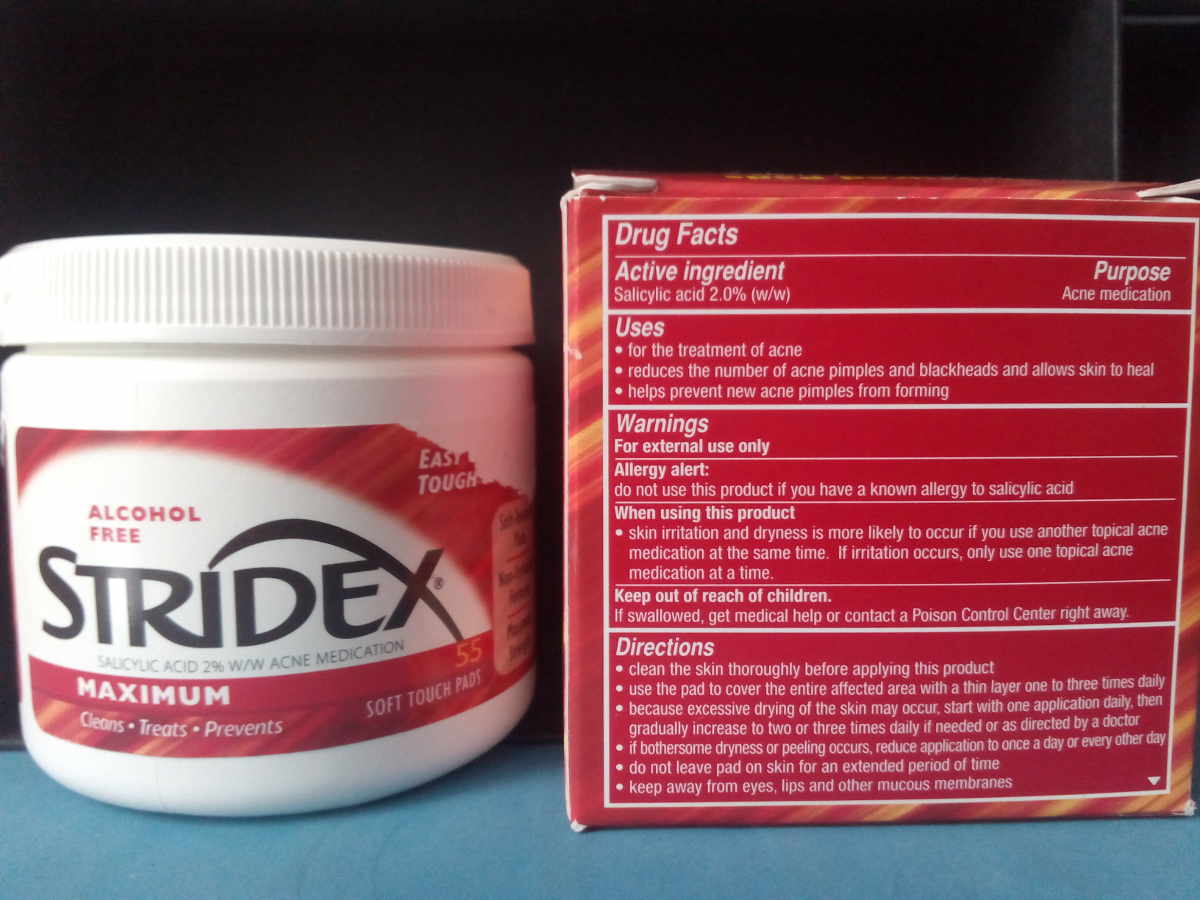 EASY
TOUGH
ALCOHOL
FREE
STRIDEX®
SALICYLIC ACID 2% W/W ACNE MEDICATION
55
MAXIMUM
SOFT TOUCH PADS
Cleans • Treats • Prevents
Drug Facts
Active ingredient Purpose
Salicylic acid 2.0% (w/w) Acne medication
Uses
• for the treatment of acne
• reduces the number of acne pimples and blackheads and allows skin to heal
• helps prevent new acne pimples from forming
Warnings
For external use only
Allergy alert:
do not use this product if you have a known allergy to salicylic acid
When using this product
• skin irritation and dryness is more likely to occur if you use another topical acne
medication at the same time. If irritation occurs, only use one topical acne
medication at a time.
Keep out of reach of children.
If swallowed, get medical help or contact a Poison Control Center right away.
Directions
• clean the skin thoroughly before applying this product
• use the pad to cover the entire affected area with a thin layer one to three times daily
• because excessive drying of the skin may occur, start with one application daily, then
gradually increase to two or three times daily if needed or as directed by a doctor
• if bothersome dryness or peeling occurs, reduce application to once a day or every other day
• do not leave pad on skin for an extended period of time
• keep away from eyes, lips and other mucous membranes